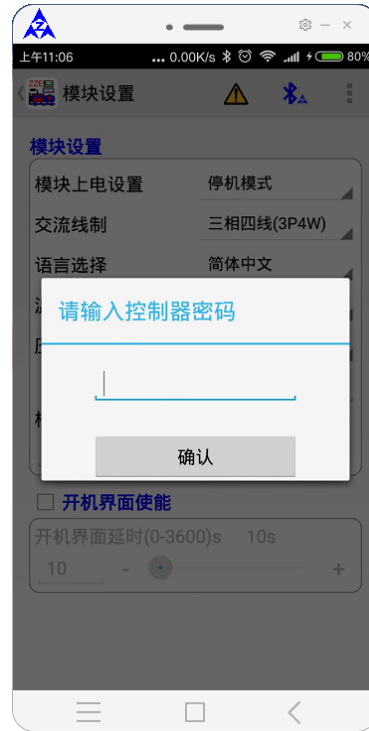 上午11:06 ... 0.00K/s 80%
ZZE 模块设置
模块设置
模块上电设置 停机模式
交流线制 三相四线(3P4W)
语言选择 简体中文
请输入控制器密码
确认
开机界面使能
开机界面延时(0-3600)s 10s
10 - +